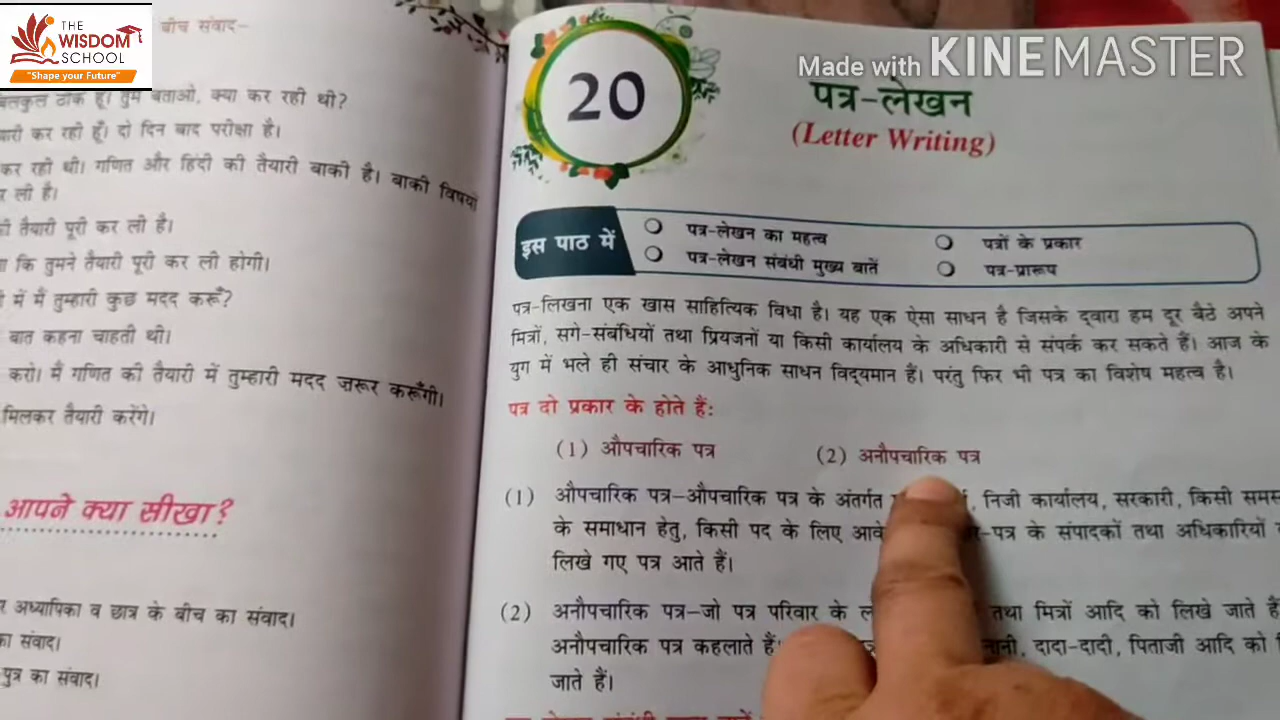 THE
WISDOM
SCHOOL
"Shape your Future"
Made with KINEMASTER
बीच संवाद–
ठीक हूँ। तुम बताओ, क्या कर रही थी?
कर रही हूँ। दो दिन बाद परीक्षा है।
कर रही थी। गणित और हिंदी की तैयारी बाकी है। बाकी विषयों
ली है।
तैयारी पूरी कर ली है।
कि तुमने तैयारी पूरी कर ली होगी।
में मैं तुम्हारी कुछ मदद करूँ?
बात कहना चाहती थी।
करो। मैं गणित की तैयारी में तुम्हारी मदद ज़रूर करूँगी।
मिलकर तैयारी करेंगे।
आपने क्या सीखा?
अध्यापिका व छात्र के बीच का संवाद।
का संवाद।
पुत्र का संवाद।
20
पत्र-लेखन
(Letter Writing)
इस पाठ में
पत्र-लेखन का महत्व
पत्रों के प्रकार
पत्र-लेखन संबंधी मुख्य बातें
पत्र-प्रारूप
पत्र-लिखना एक खास साहित्यिक विधा है। यह एक ऐसा साधन है जिसके द्वारा हम दूर बैठे अपने
मित्रों, सगे-संबंधियों तथा प्रियजनों या किसी कार्यालय के अधिकारी से संपर्क कर सकते हैं। आज के
युग में भले ही संचार के आधुनिक साधन विद्यमान हैं। परंतु फिर भी पत्र का विशेष महत्व है।
पत्र दो प्रकार के होते हैं:
(1) औपचारिक पत्र
(2) अनौपचारिक पत्र
(1) औपचारिक पत्र–औपचारिक पत्र के अंतर्गत निजी कार्यालय, सरकारी, किसी
के समाधान हेतु, किसी पद के लिए के संपादकों तथा अधिकारियों
लिखे गए पत्र आते हैं।
(2) अनौपचारिक पत्र–जो पत्र परिवार के तथा मित्रों आदि को लिखे जाते हैं
अनौपचारिक पत्र कहलाते हैं। दादा-दादी, पिताजी आदि को
जाते हैं।